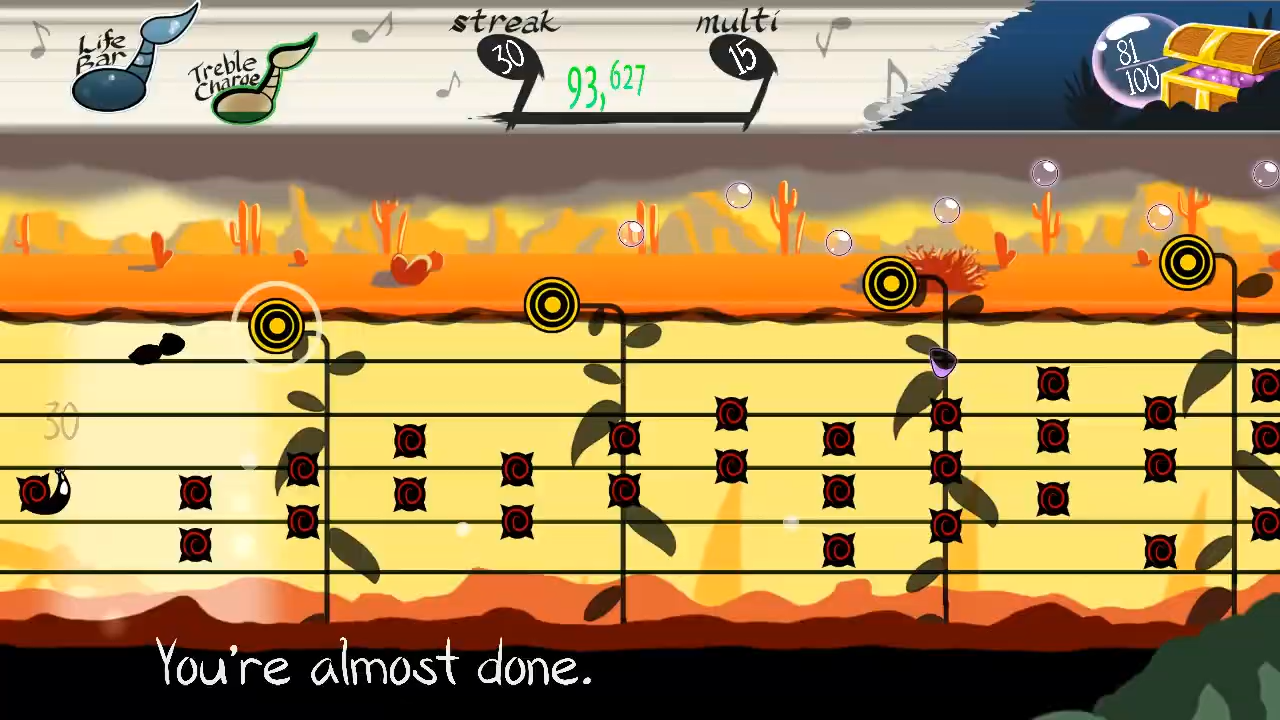 Life
Bar
Treble
Charge
streak
30
93,627
multi
15
81
100
30
You're almost done.